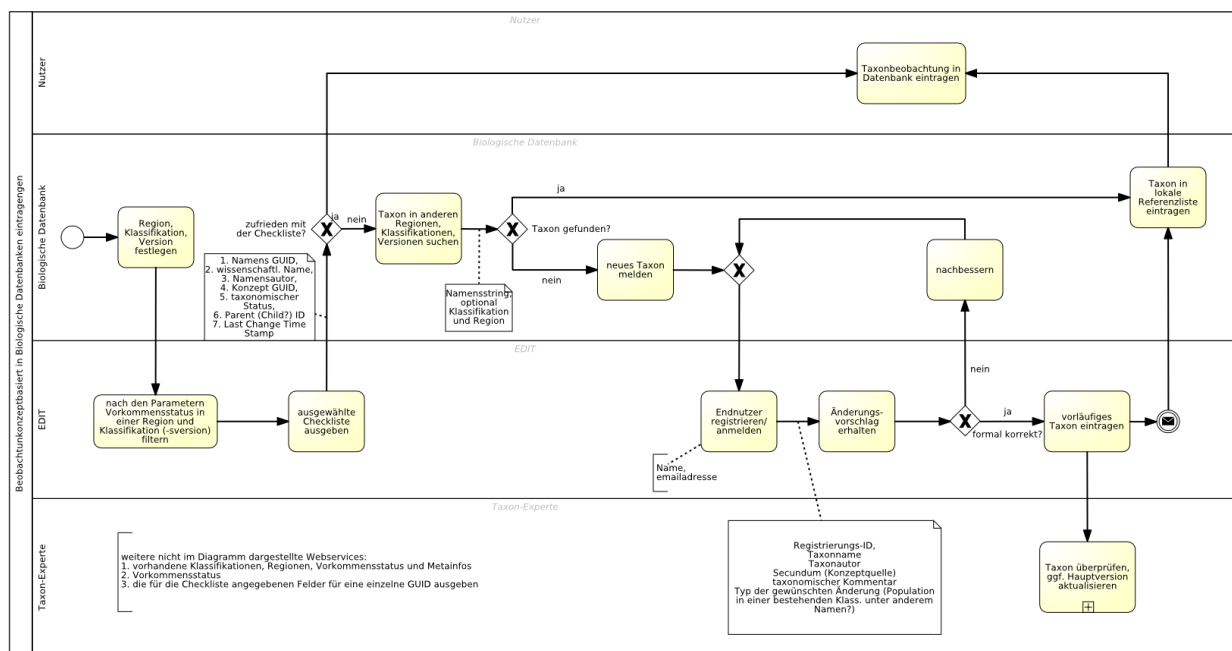 Beobachtunkonzeptbasiert in Biologische Datenbanken eintragengen
Nutzer
Nutzer
Taxonbeobachtung in
Datenbank eintragen
Biologische Datenbank
Biologische Datenbank
Region,
Klassifikation,
Version
festlegen
zufrieden mit
der Checkliste?
ja
nein
1. Namens GUID,
2. wissenschaftl. Name,
3. Namensautor,
4. Konzept GUID,
5. taxonomischer
Status,
6. Parent (Child?) ID
7. Last Change Time
Stamp
Taxon in anderen
Regionen,
Klassifikationen,
Versionen suchen
Namensstring,
optional
Klassifikation
und Region
Taxon gefunden?
ja
nein
neues Taxon
melden
nachbessern
Taxon in
lokale
Referenzliste
eintragen
EDIT
EDIT
nach den Parametern
Vorkommensstatus in
einer Region und
Klassifikation (-sversion)
filtern
ausgewählte
Checkliste
ausgeben
Endnutzer
registrieren/
anmelden
Name,
emailadresse
Änderungs-
vorschlag
erhalten
nein
ja
formal korrekt?
vorläufiges
Taxon eintragen
Taxon-Experte
Taxon-Experte
weitere nicht im Diagramm dargestellte Webservices:
1. vorhandene Klassifikationen, Regionen, Vorkommensstatus und Metainfos
2. Vorkommensstatus
3. die für die Checkliste angegebenen Felder für eine einzelne GUID ausgeben
Registrierungs-ID,
Taxonname
Taxonautor
Secundum (Konzeptquelle)
taxonomischer Kommentar
Typ der gewünschten Änderung (Population
in einer bestehenden Klass. unter anderem
Namen?)
Taxon überprüfen,
ggf. Hauptversion
aktualisieren